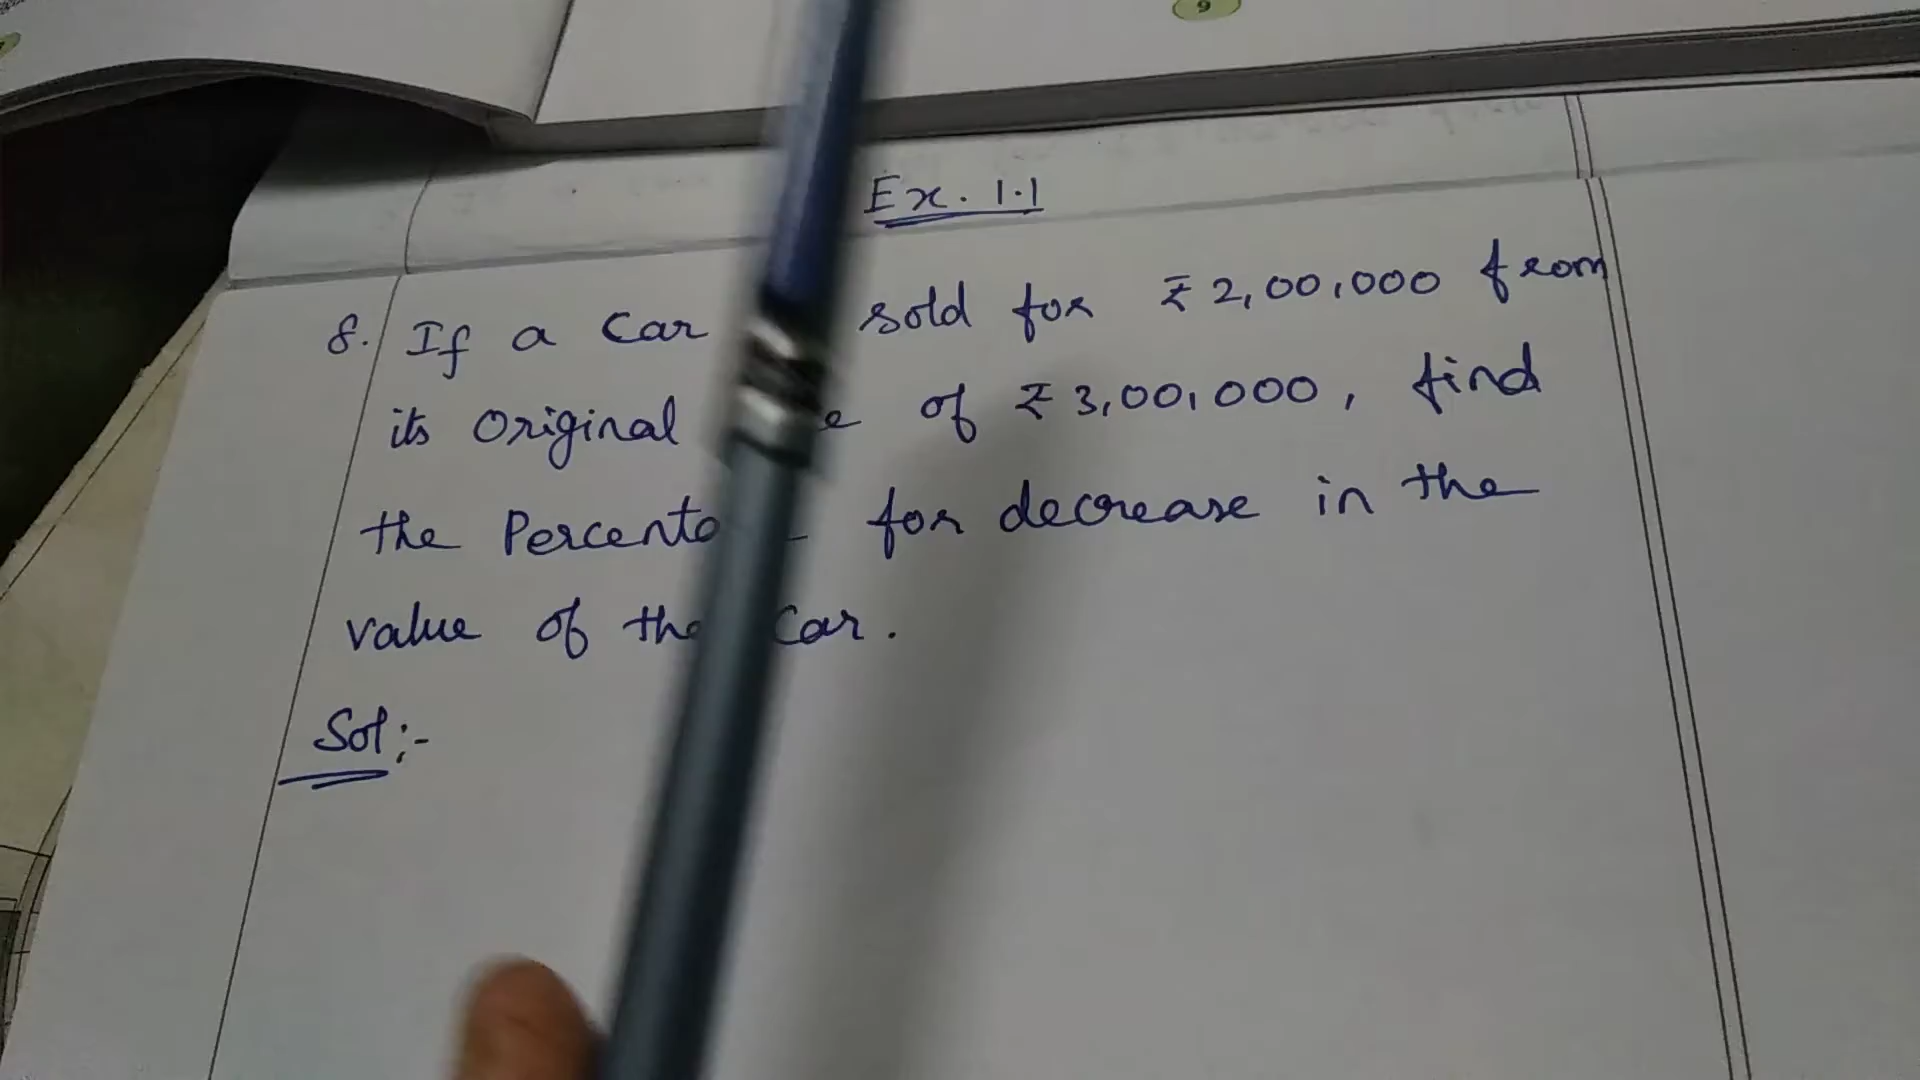 9
Ex. 1.1
8. If a Car sold for ₹ 2,00,000 from
its Original of ₹ 3,00,000, find
the for decrease in the
value of the Car.
Sol:-